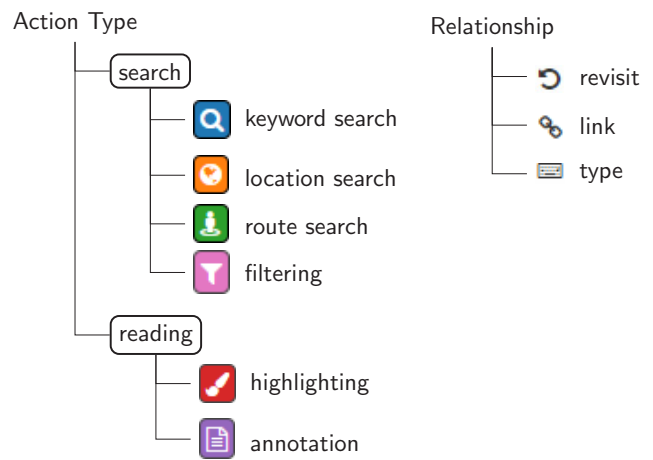 Action Type
search
keyword search
location search
route search
filtering
reading
highlighting
annotation
Relationship
revisit
link
type